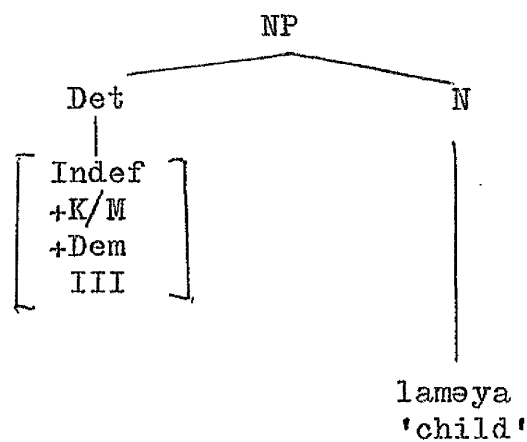 NP
Det N
Indef
+K/M
+Dem
III
laməya
'child'